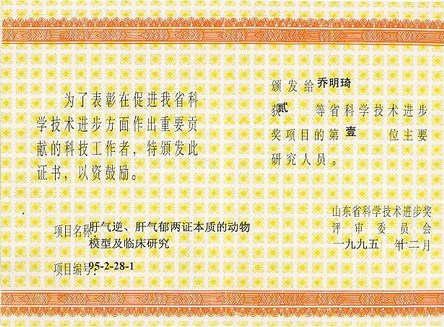 为了表彰在促进我省科
学技术进步方面作出重要贡
献的科技工作者，特颁发此
证书，以资鼓励。
项目名称：肝气逆、肝气郁两证本质的动物
模型及临床研究
项目编号：95-2-28-1
颁发给乔明琦
获贰等省科学技术进步
奖项目的第壹位主要
研究人员。
山东省科学技术进步奖
评审委员会
一九九五年十二月